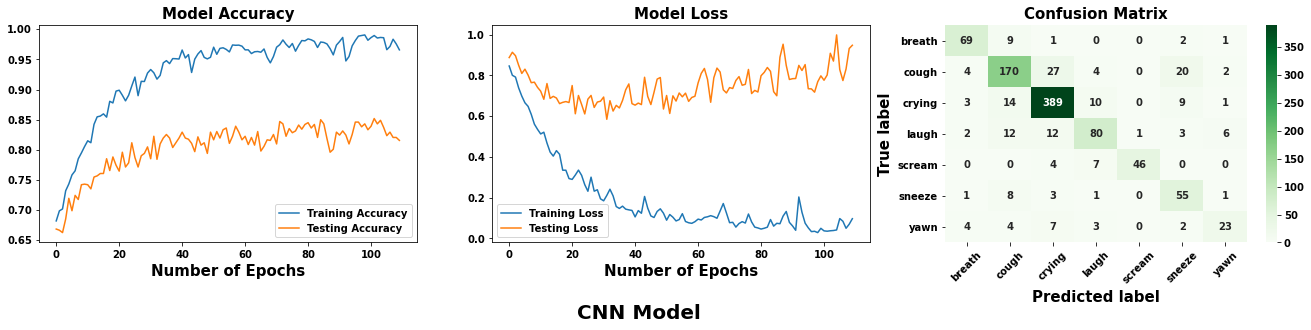 Model Accuracy
1.00
0.95
0.90
0.85
0.80
0.75
0.70
0.65
0 20 40 60 80 100
Training Accuracy
Testing Accuracy
Number of Epochs
Model Loss
1.0
0.8
0.6
0.4
0.2
0.0
0 20 40 60 80 100
Training Loss
Testing Loss
Number of Epochs
Confusion Matrix
True label
breath 69 9 1 0 0 2 1
cough 4 170 27 4 0 20 2
crying 3 14 389 10 0 9 1
laugh 2 12 12 80 1 3 6
scream 0 0 4 7 46 0 0
sneeze 1 8 3 1 0 55 1
yawn 4 4 7 3 0 2 23
breath cough crying laugh scream sneeze yawn
Predicted label
350
300
250
200
150
100
50
0
CNN Model